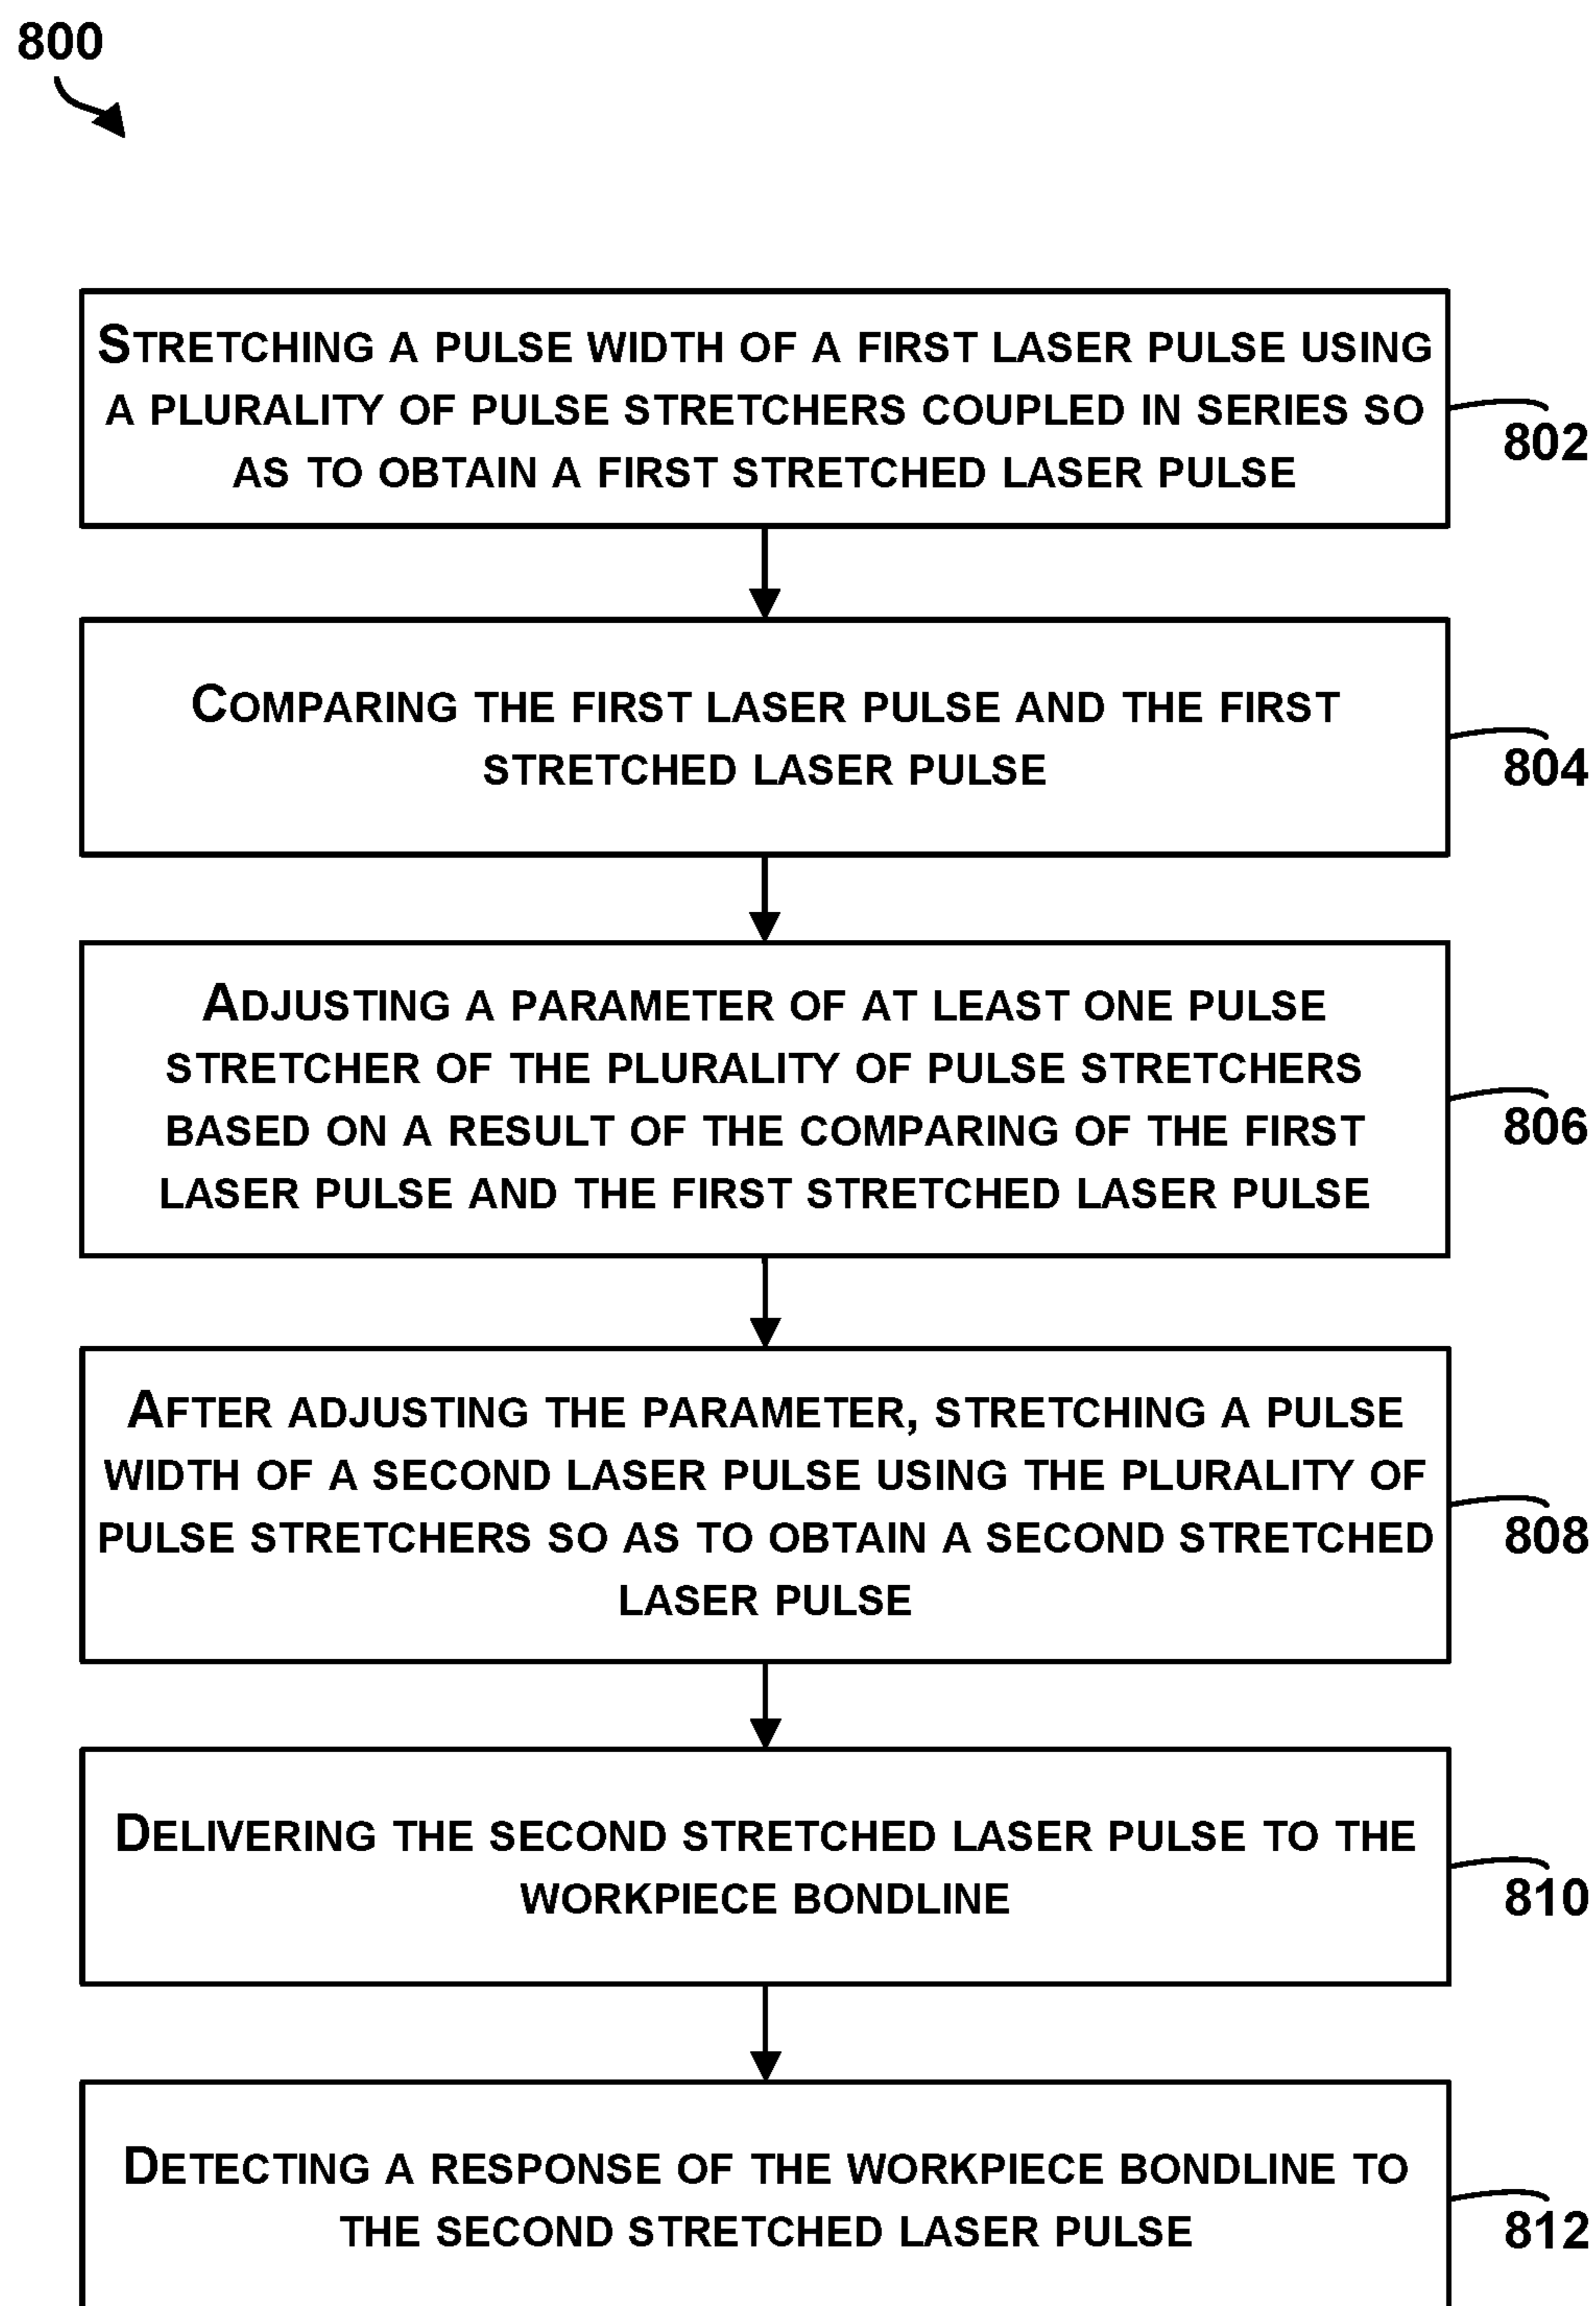 800
STRETCHING A PULSE WIDTH OF A FIRST LASER PULSE USING
A PLURALITY OF PULSE STRETCHERS COUPLED IN SERIES SO
AS TO OBTAIN A FIRST STRETCHED LASER PULSE
802
COMPARING THE FIRST LASER PULSE AND THE FIRST
STRETCHED LASER PULSE
804
ADJUSTING A PARAMETER OF AT LEAST ONE PULSE
STRETCHER OF THE PLURALITY OF PULSE STRETCHERS
BASED ON A RESULT OF THE COMPARING OF THE FIRST
LASER PULSE AND THE FIRST STRETCHED LASER PULSE
806
AFTER ADJUSTING THE PARAMETER, STRETCHING A PULSE
WIDTH OF A SECOND LASER PULSE USING THE PLURALITY OF
PULSE STRETCHERS SO AS TO OBTAIN A SECOND STRETCHED
LASER PULSE
808
DELIVERING THE SECOND STRETCHED LASER PULSE TO THE
WORKPIECE BONDLINE
810
DETECTING A RESPONSE OF THE WORKPIECE BONDLINE TO
THE SECOND STRETCHED LASER PULSE
812